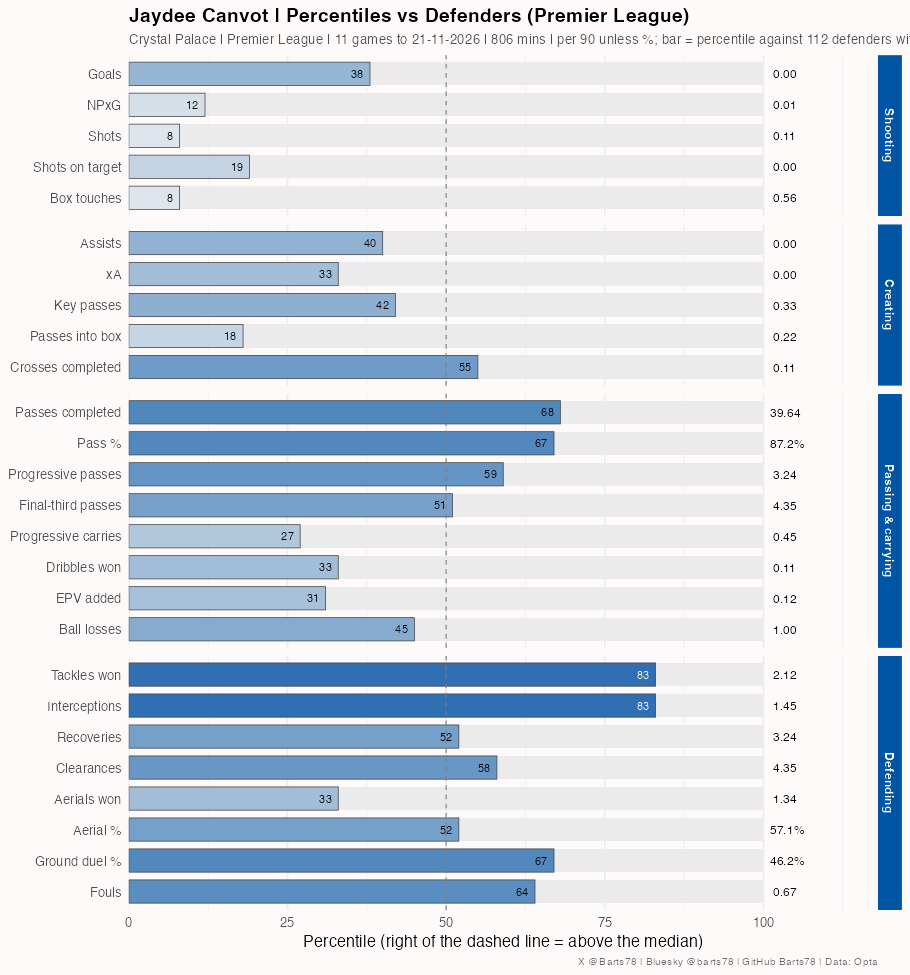 Jaydee Canvot | Percentiles vs Defenders (Premier League)
Crystal Palace | Premier League | 11 games to 21-11-2026 | 806 mins | per 90 unless %; bar = percentile against 112 defenders wi
Shooting
Goals 38 0.00
NPxG 12 0.01
Shots 8 0.11
Shots on target 19 0.00
Box touches 8 0.56
Creating
Assists 40 0.00
xA 33 0.00
Key passes 42 0.33
Passes into box 18 0.22
Crosses completed 55 0.11
Passing & carrying
Passes completed 68 39.64
Pass % 67 87.2%
Progressive passes 59 3.24
Final-third passes 51 4.35
Progressive carries 27 0.45
Dribbles won 33 0.11
EPV added 31 0.12
Ball losses 45 1.00
Defending
Tackles won 83 2.12
Interceptions 83 1.45
Recoveries 52 3.24
Clearances 58 4.35
Aerials won 33 1.34
Aerial % 52 57.1%
Ground duel % 67 46.2%
Fouls 64 0.67
0 25 50 75 100
Percentile (right of the dashed line = above the median)
X @Barts78 | Bluesky @barts78 | GitHub Barts78 | Data: Opta